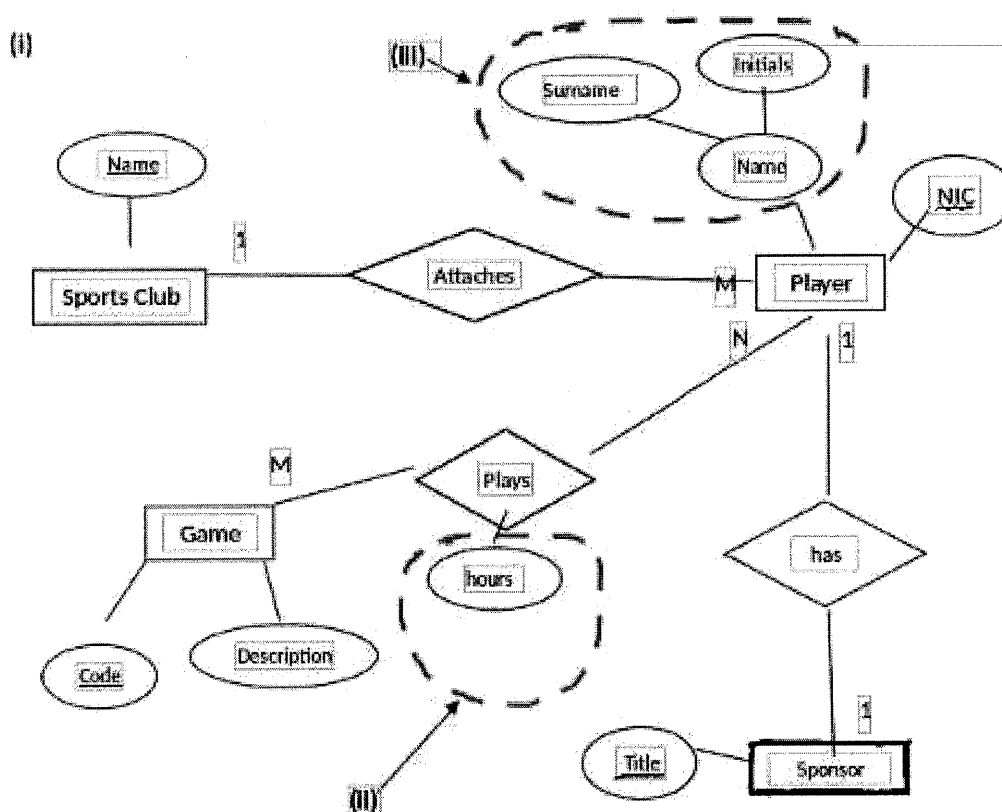 (i)
(iii)
Initials
Surname
Name
Name
NIC
1
Attaches
Sports Club
M
Player
N
1
M
Plays
Game
has
hours
Description
Code
1
Title
Sponsor
(ii)